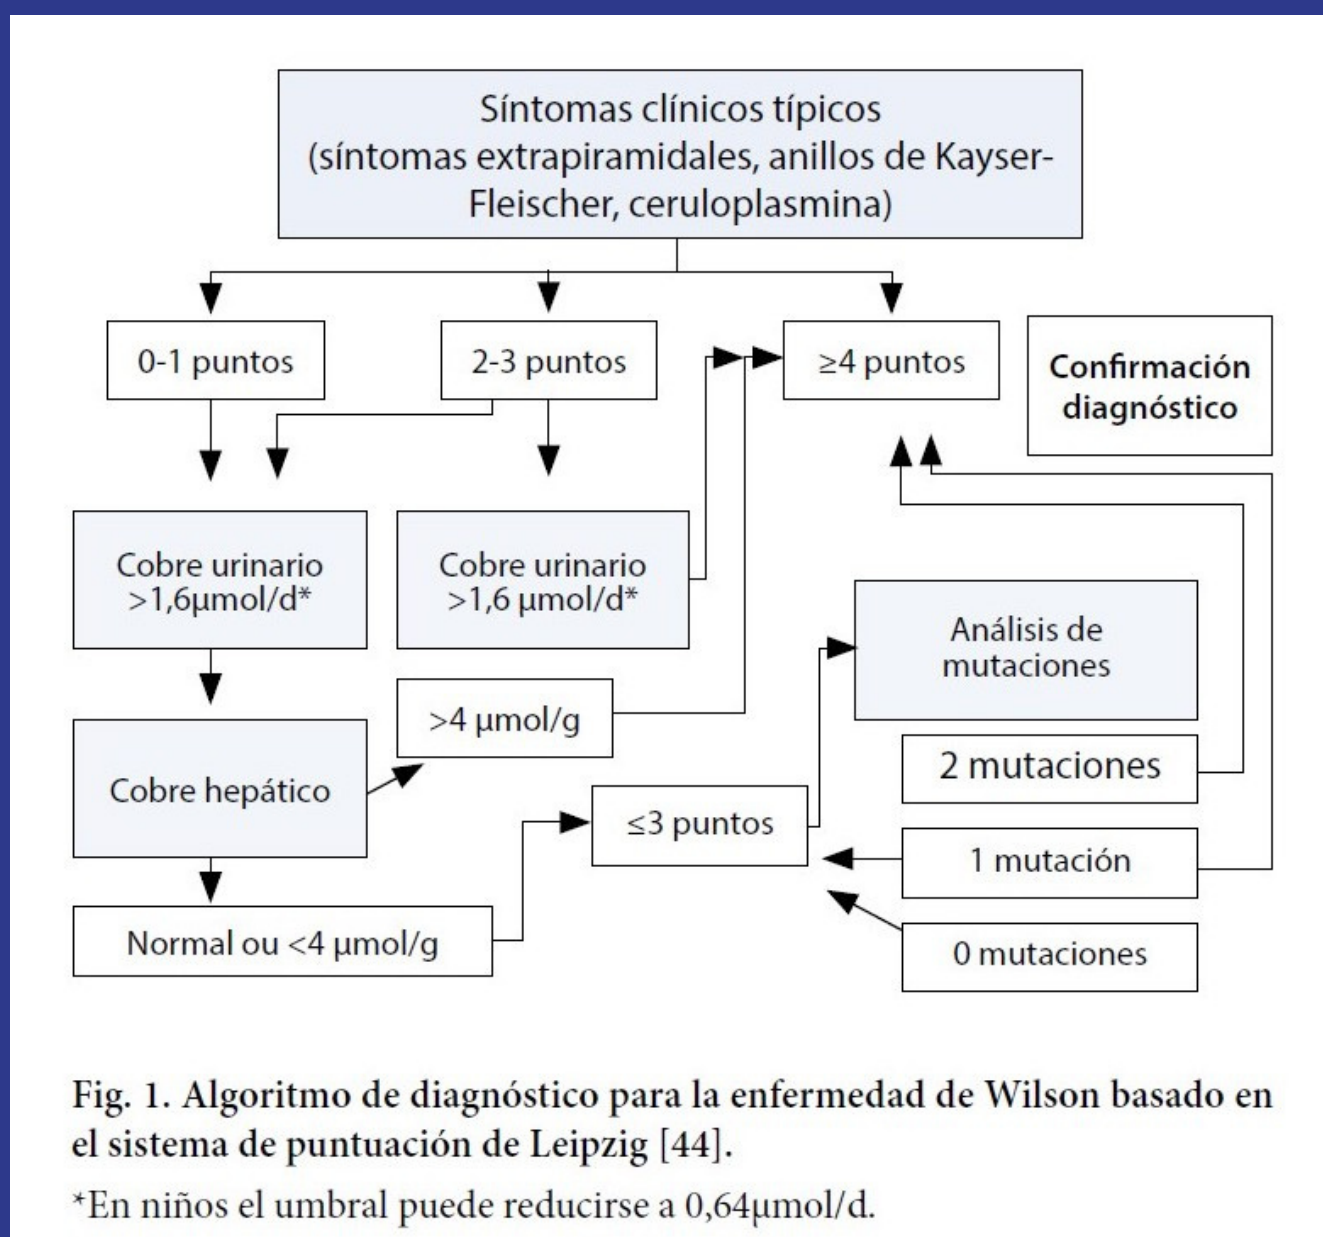 Síntomas clínicos típicos
(síntomas extrapiramidales, anillos de Kayser-
Fleischer, ceruloplasmina)
0-1 puntos
2-3 puntos
≥4 puntos
Confirmación
diagnóstico
Cobre urinario
>1,6µmol/d*
Cobre urinario
>1,6 µmol/d*
Análisis de
mutaciones
>4 µmol/g
Cobre hepático
2 mutaciones
≤3 puntos
1 mutación
Normal ou <4 µmol/g
0 mutaciones
Fig. 1. Algoritmo de diagnóstico para la enfermedad de Wilson basado en
el sistema de puntuación de Leipzig [44].
*En niños el umbral puede reducirse a 0,64µmol/d.